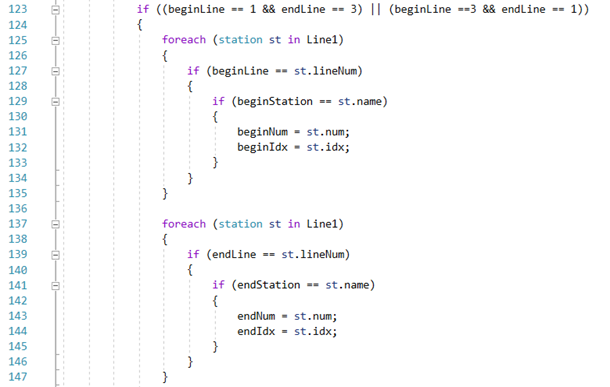 123 if ((beginLine == 1 && endLine == 3) || (beginLine ==3 && endLine == 1))
124 {
125 foreach (station st in Line1)
126 {
127 if (beginLine == st.lineNum)
128 {
129 if (beginStation == st.name)
130 {
131 beginNum = st.num;
132 beginIdx = st.idx;
133 }
134 }
135 }
136
137 foreach (station st in Line1)
138 {
139 if (endLine == st.lineNum)
140 {
141 if (endStation == st.name)
142 {
143 endNum = st.num;
144 endIdx = st.idx;
145 }
146 }
147 }